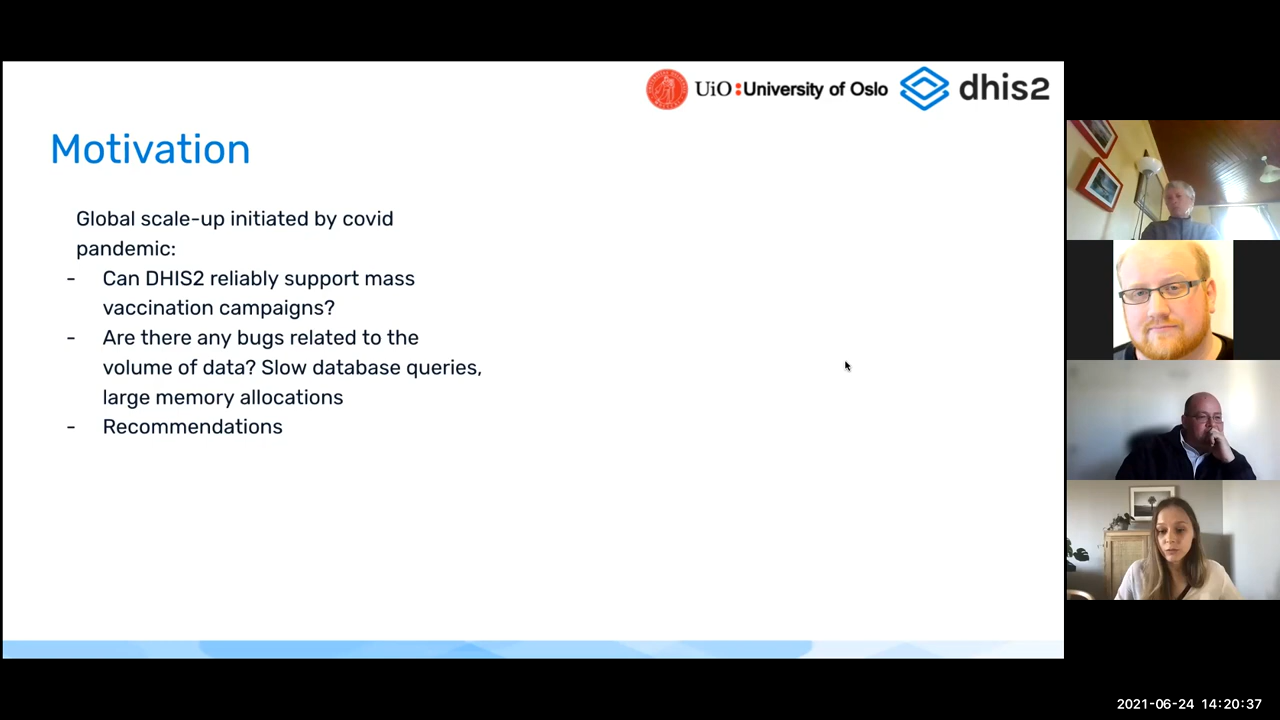 UiO:University of Oslo
dhis2
Motivation
Global scale-up initiated by covid
pandemic:
- Can DHIS2 reliably support mass
vaccination campaigns?
- Are there any bugs related to the
volume of data? Slow database queries,
large memory allocations
- Recommendations
2021-06-24 14:20:37